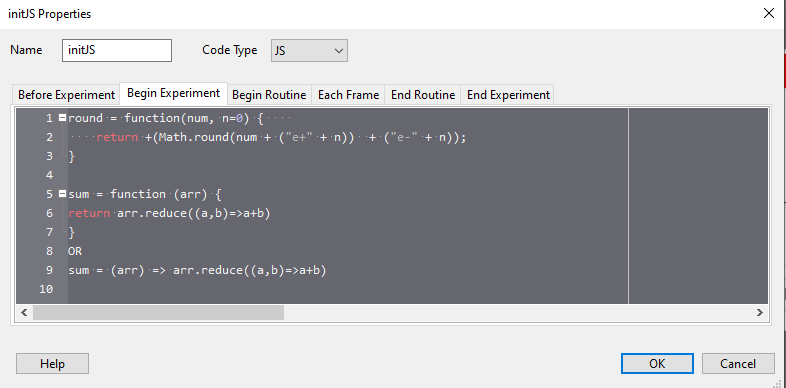 initJS Properties
Name initJS Code Type JS
Before Experiment Begin Experiment Begin Routine Each Frame End Routine End Experiment
1 round = function(num, n=0) {
2 return +(Math.round(num + ("e+" + n)) + ("e-" + n));
3 }
4
5 sum = function (arr) {
6 return arr.reduce((a,b)=>a+b)
7 }
8 OR
9 sum = (arr) => arr.reduce((a,b)=>a+b)
10
Help OK Cancel